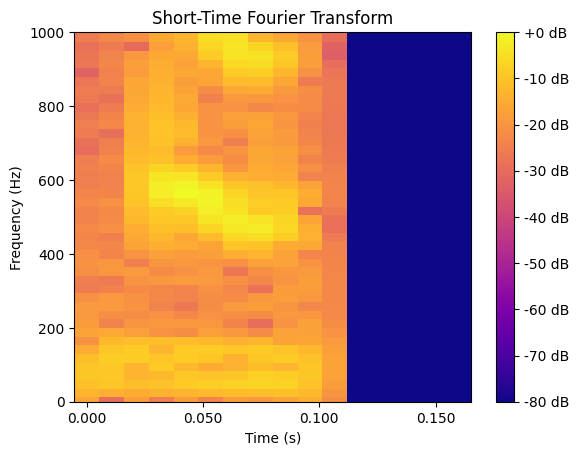 Short-Time Fourier Transform
1000
800
600
400
200
0
Frequency (Hz)
0.000
0.050
0.100
0.150
Time (s)
+0 dB
-10 dB
-20 dB
-30 dB
-40 dB
-50 dB
-60 dB
-70 dB
-80 dB